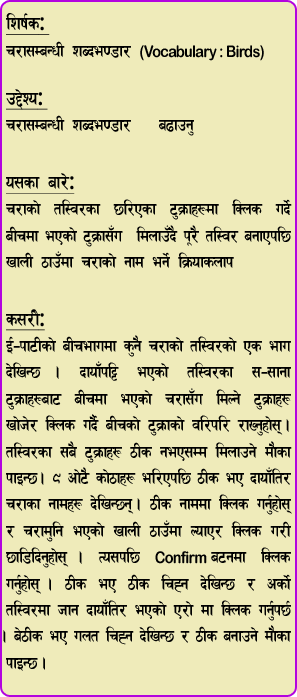 शिर्षक:
चरासम्बन्धी शब्दभण्डार (Vocabulary : Birds)
उद्देश्य:
चरासम्बन्धी शब्दभण्डार बढाउनु
यसका बारे:
चराको तस्विरका छरिएका टुक्राहरूमा क्लिक गर्दै
बीचमा भएको टुक्रासँग मिलाउँदै पूरै तस्विर बनाएपछि
खाली ठाउँमा चराको नाम भर्ने क्रियाकलाप
कसरी:
ई-पाटीको बीचभागमा कुनै चराको तस्विरको एक भाग
देखिन्छ । दायाँपट्टि भएको तस्विरका स-साना
टुक्राहरूबाट बीचमा भएको चरासँग मिल्ने टुक्राहरू
खोजेर क्लिक गर्दै बीचको टुक्राको वरिपरि राख्नुहोस् ।
तस्विरका सबै टुक्राहरू ठीक नभएसम्म मिलाउने मौका
पाइन्छ । ९ ओटै कोठाहरू भरिएपछि ठीक भए दायाँतिर
चराका नामहरू देखिन्छन् । ठीक नाममा क्लिक गर्नुहोस्
र चरामुनि भएको खाली ठाउँमा ल्याएर क्लिक गरी
छाडिदिनुहोस् । त्यसपछि Confirm बटनमा क्लिक
गर्नुहोस् । ठीक भए ठीक चिह्न देखिन्छ र अर्को
तस्विरमा जान दायाँतिर भएको एरो मा क्लिक गर्नुपर्छ
। बेठीक भए गलत चिह्न देखिन्छ र ठीक बनाउने मौका
पाइन्छ ।